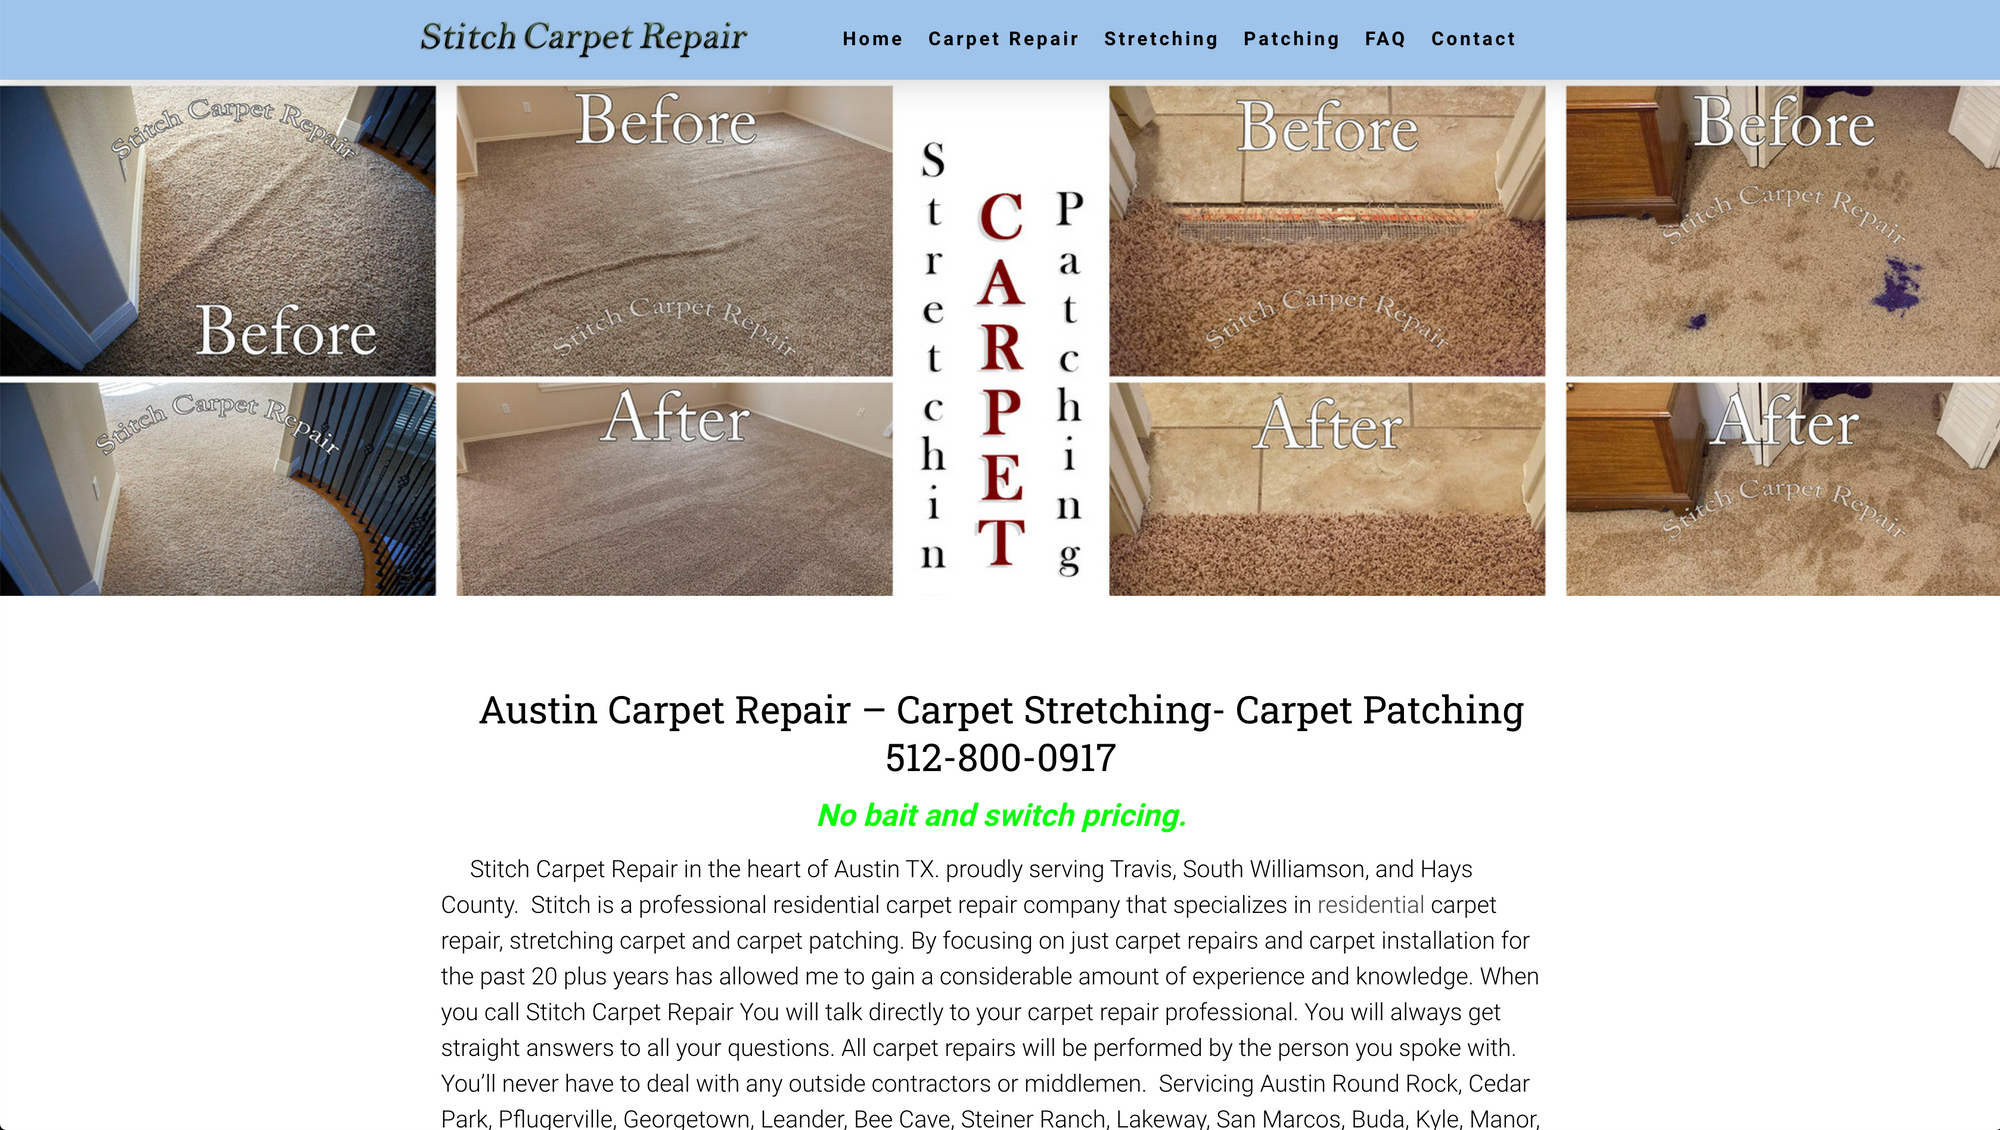 Stitch Carpet Repair
Home Carpet Repair Stretching Patching FAQ Contact
Stitch Carpet Repair
Before
Stitch Carpet Repair
Before
Stitch Carpet Repair
After
Stretchin
CARPET
Patching
Before
Stitch Carpet Repair
After
Before
Stitch Carpet Repair
After
Stitch Carpet Repair
Austin Carpet Repair – Carpet Stretching- Carpet Patching
512-800-0917
No bait and switch pricing.
Stitch Carpet Repair in the heart of Austin TX. proudly serving Travis, South Williamson, and Hays
County.  Stitch is a professional residential carpet repair company that specializes in residential carpet
repair, stretching carpet and carpet patching. By focusing on just carpet repairs and carpet installation for
the past 20 plus years has allowed me to gain a considerable amount of experience and knowledge. When
you call Stitch Carpet Repair You will talk directly to your carpet repair professional. You will always get
straight answers to all your questions. All carpet repairs will be performed by the person you spoke with.
You’ll never have to deal with any outside contractors or middlemen.  Servicing Austin Round Rock, Cedar
Park, Pflugerville, Georgetown, Leander, Bee Cave, Steiner Ranch, Lakeway, San Marcos, Buda, Kyle, Manor,